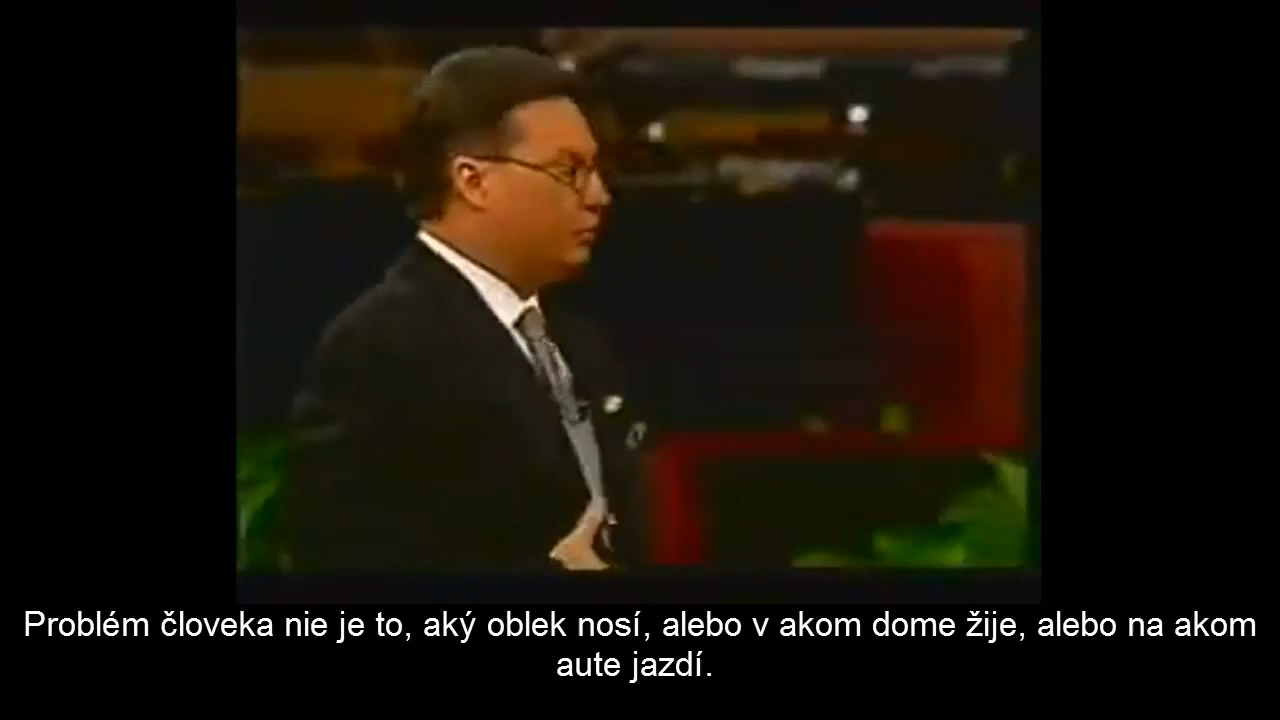 Problém človeka nie je to, aký oblek nosí, alebo v akom dome žije, alebo na akom
aute jazdí.